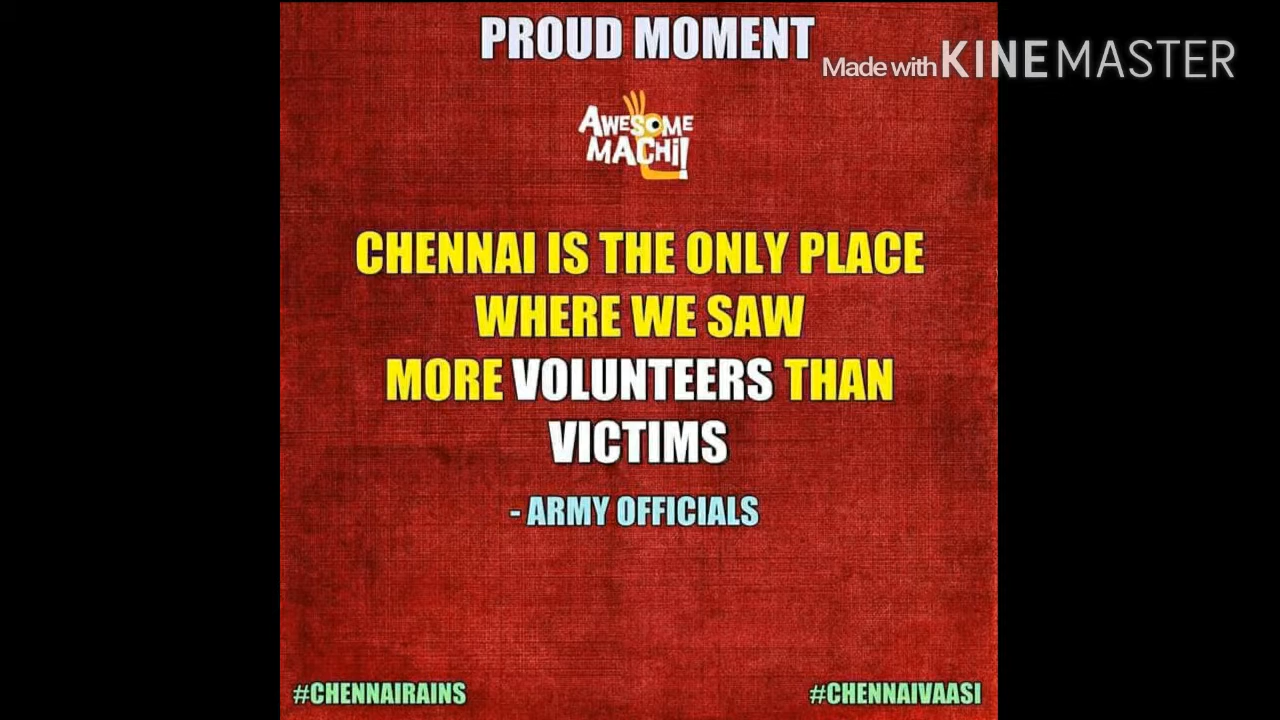 PROUD MOMENT
Made with KINEMASTER
AWESOME
MACHi!
CHENNAI IS THE ONLY PLACE
WHERE WE SAW
MORE VOLUNTEERS THAN
VICTIMS
- ARMY OFFICIALS
#CHENNAIRAINS
#CHENNAIVAASI